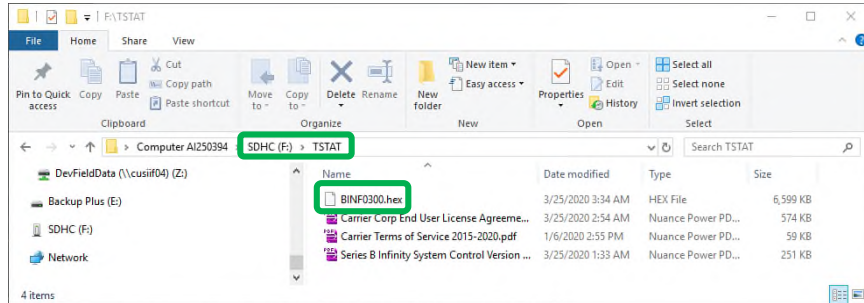 F:\TSTAT
File Home Share View
Pin to Quick access
Copy
Paste
Cut
Copy path
Paste shortcut
Clipboard
Move to
Copy to
Delete
Rename
Organize
New folder
New item
Easy access
New
Properties
Open
Edit
History
Open
Select all
Select none
Invert selection
Select
Computer AI250394 SDHC (F:) > TSTAT
Search TSTAT
DevFieldData (\\cusiif04) (Z:)
Backup Plus (E:)
SDHC (F:)
Network
Name Date modified Type Size
BINF0300.hex 3/25/2020 3:34 AM HEX File 6,599 KB
Carrier Corp End User License Agreeme... 3/25/2020 2:54 AM Nuance Power PD... 574 KB
Carrier Terms of Service 2015-2020.pdf 1/6/2020 2:55 PM Nuance Power PD... 59 KB
Series B Infinity System Control Version ... 3/25/2020 1:33 AM Nuance Power PD... 251 KB
4 items